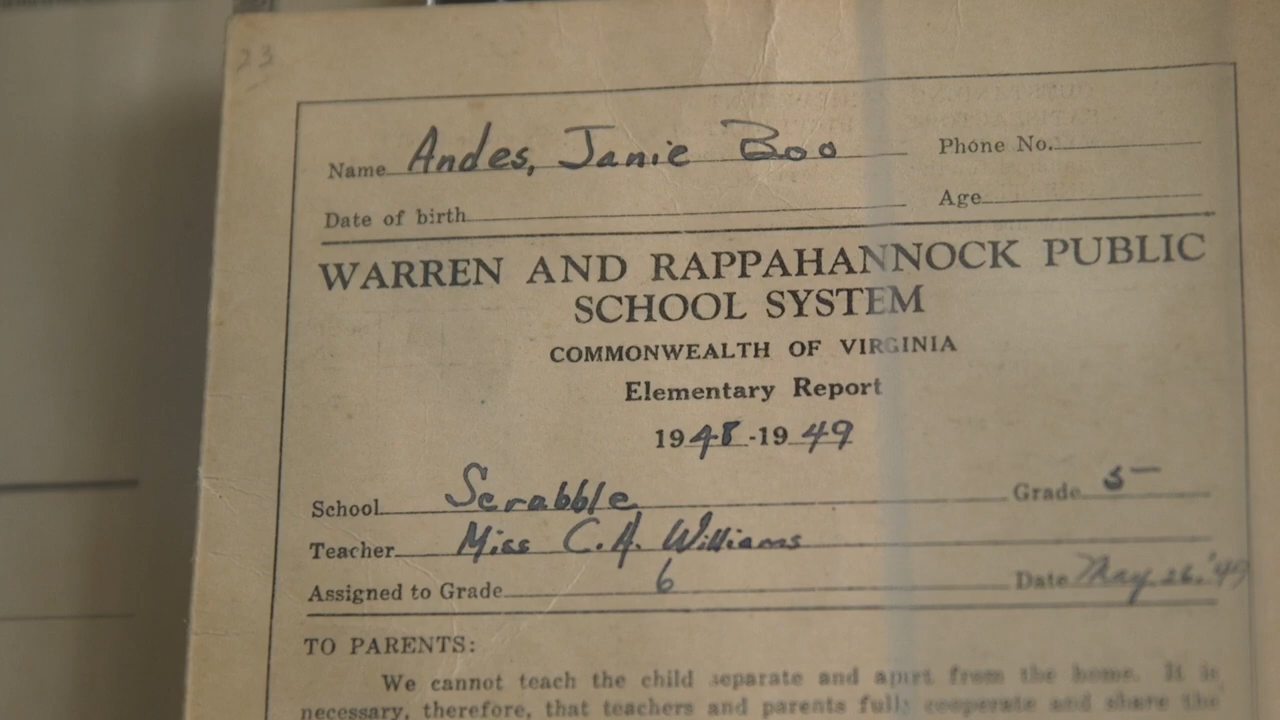 23
Name Andes, Janie Boo Phone No.
Date of birth Age
WARREN AND RAPPAHANNOCK PUBLIC
SCHOOL SYSTEM
COMMONWEALTH OF VIRGINIA
Elementary Report
1948-1949
School Scrabble Grade 5
Teacher Miss C.A. Williams
Assigned to Grade 6 Date May 26, '49
TO PARENTS:
We cannot teach the child separate and apart from the home. It is
necessary, therefore, that teachers and parents fully cooperate and share the